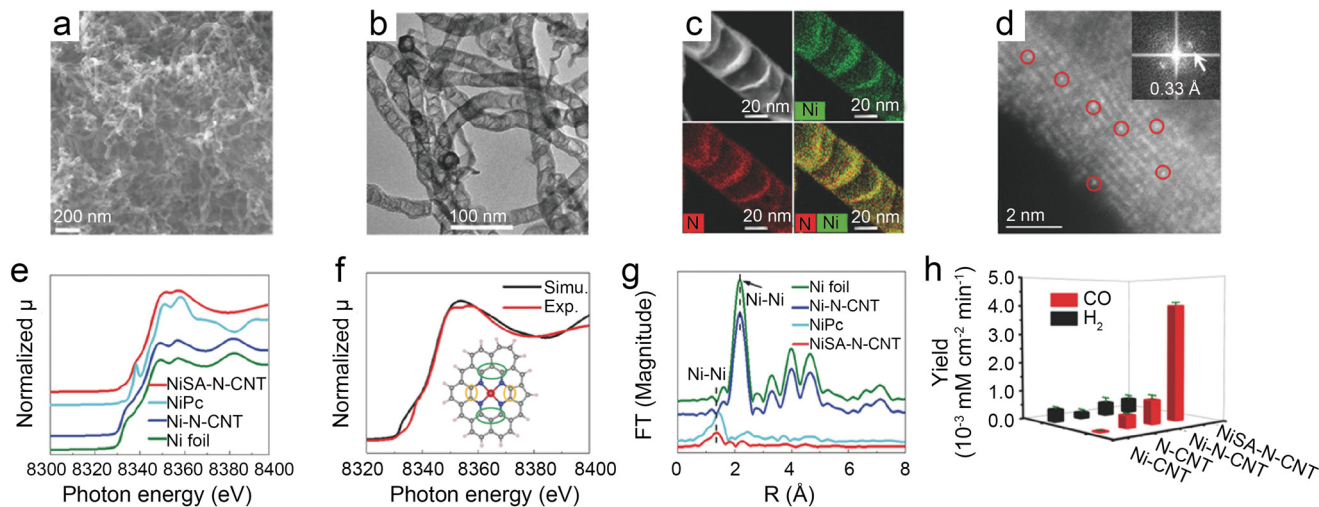 a
200 nm
b
100 nm
c
20 nm
20 nm
Ni
20 nm
N
20 nm
N Ni
d
0.33 Å
2 nm
e
Normalized μ
NiSA-N-CNT
NiPc
Ni-N-CNT
Ni foil
8300 8330 8360 8400
Photon energy (eV)
f
Normalized μ
Simu.
Exp.
8320 8340 8360 8400
Photon energy (eV)
g
FT (Magnitude)
Ni-Ni
Ni-Ni
Ni foil
Ni-N-CNT
NiPc
NiSA-N-CNT
0 2 4 6 8
R (Å)
h
Yield
(10⁻³ mM cm⁻² min⁻¹)
5.0
4.0
3.0
2.0
1.0
0.0
CO
H₂
Ni-CNT
N-CNT
Ni-N-CNT
NiSA-N-CNT